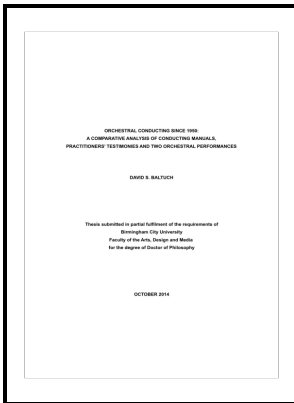 ORCHESTRAL CONDUCTING SINCE 1950:
A COMPARATIVE ANALYSIS OF CONDUCTING MANUALS,
PRACTITIONERS' TESTIMONIES AND TWO ORCHESTRAL PERFORMANCES
DAVID S. BALTUCH
Thesis submitted in partial fulfilment of the requirements of
Birmingham City University
Faculty of the Arts, Design and Media
for the degree of Doctor of Philosophy
OCTOBER 2014